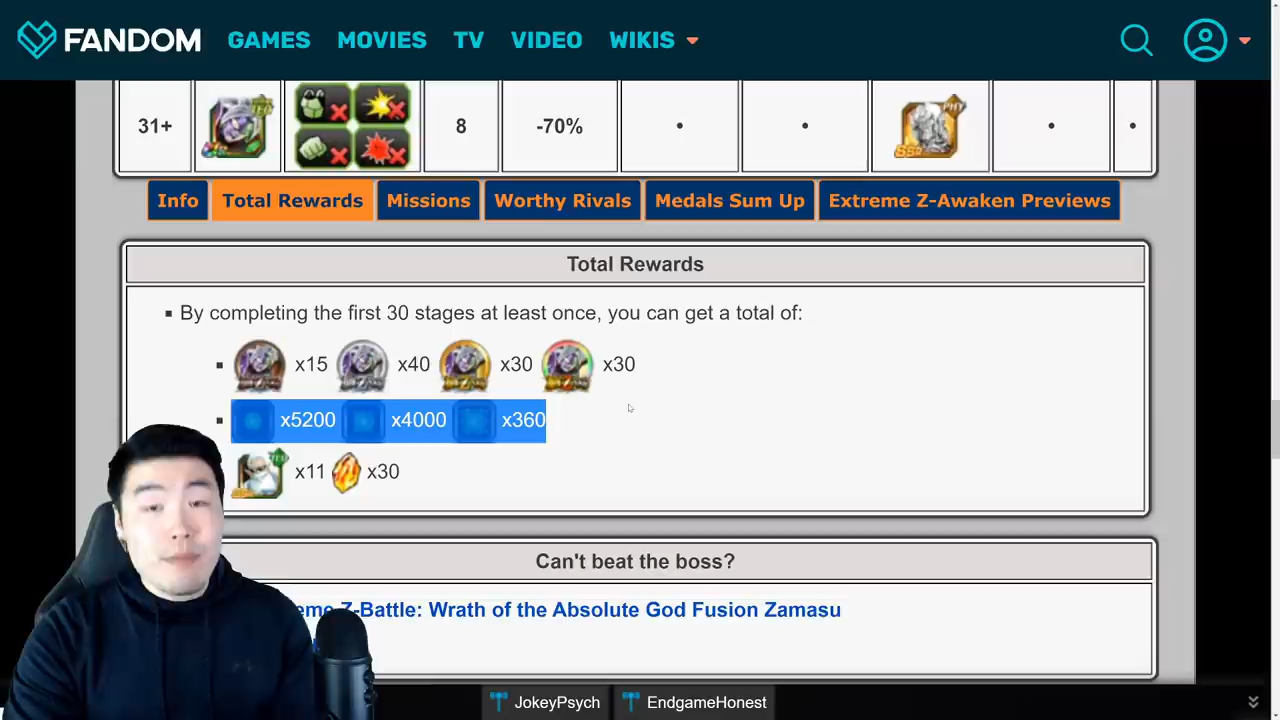 FANDOM GAMES MOVIES TV VIDEO WIKIS
31+ 8 -70% PHY SSR
Info Total Rewards Missions Worthy Rivals Medals Sum Up Extreme Z-Awaken Previews
Total Rewards
By completing the first 30 stages at least once, you can get a total of:
x15 x40 x30 x30
x5200 x4000 x360
x11 x30
Can't beat the boss?
eme Z-Battle: Wrath of the Absolute God Fusion Zamasu
JokeyPsych EndgameHonest